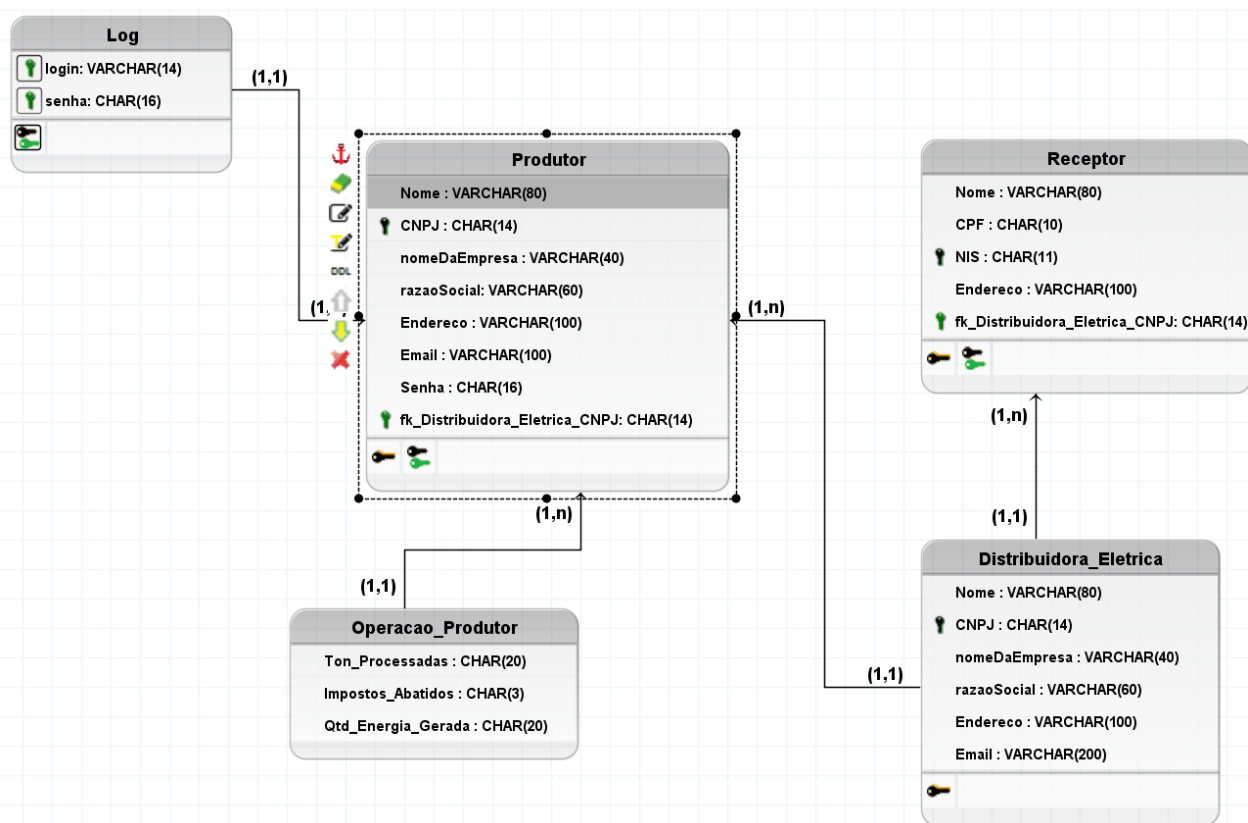 Log
login: VARCHAR(14)
senha: CHAR(16)
(1,1)
(1,
Produtor
Nome : VARCHAR(80)
CNPJ : CHAR(14)
nomeDaEmpresa : VARCHAR(40)
razaoSocial: VARCHAR(60)
Endereco : VARCHAR(100)
Email : VARCHAR(100)
Senha : CHAR(16)
fk_Distribuidora_Eletrica_CNPJ: CHAR(14)
DDL
(1,n)
(1,n)
(1,1)
Operacao_Produtor
Ton_Processadas : CHAR(20)
Impostos_Abatidos : CHAR(3)
Qtd_Energia_Gerada : CHAR(20)
Receptor
Nome : VARCHAR(80)
CPF : CHAR(10)
NIS : CHAR(11)
Endereco : VARCHAR(100)
fk_Distribuidora_Eletrica_CNPJ: CHAR(14)
(1,n)
(1,1)
(1,1)
Distribuidora_Eletrica
Nome : VARCHAR(80)
CNPJ : CHAR(14)
nomeDaEmpresa : VARCHAR(40)
razaoSocial : VARCHAR(60)
Endereco : VARCHAR(100)
Email : VARCHAR(200)